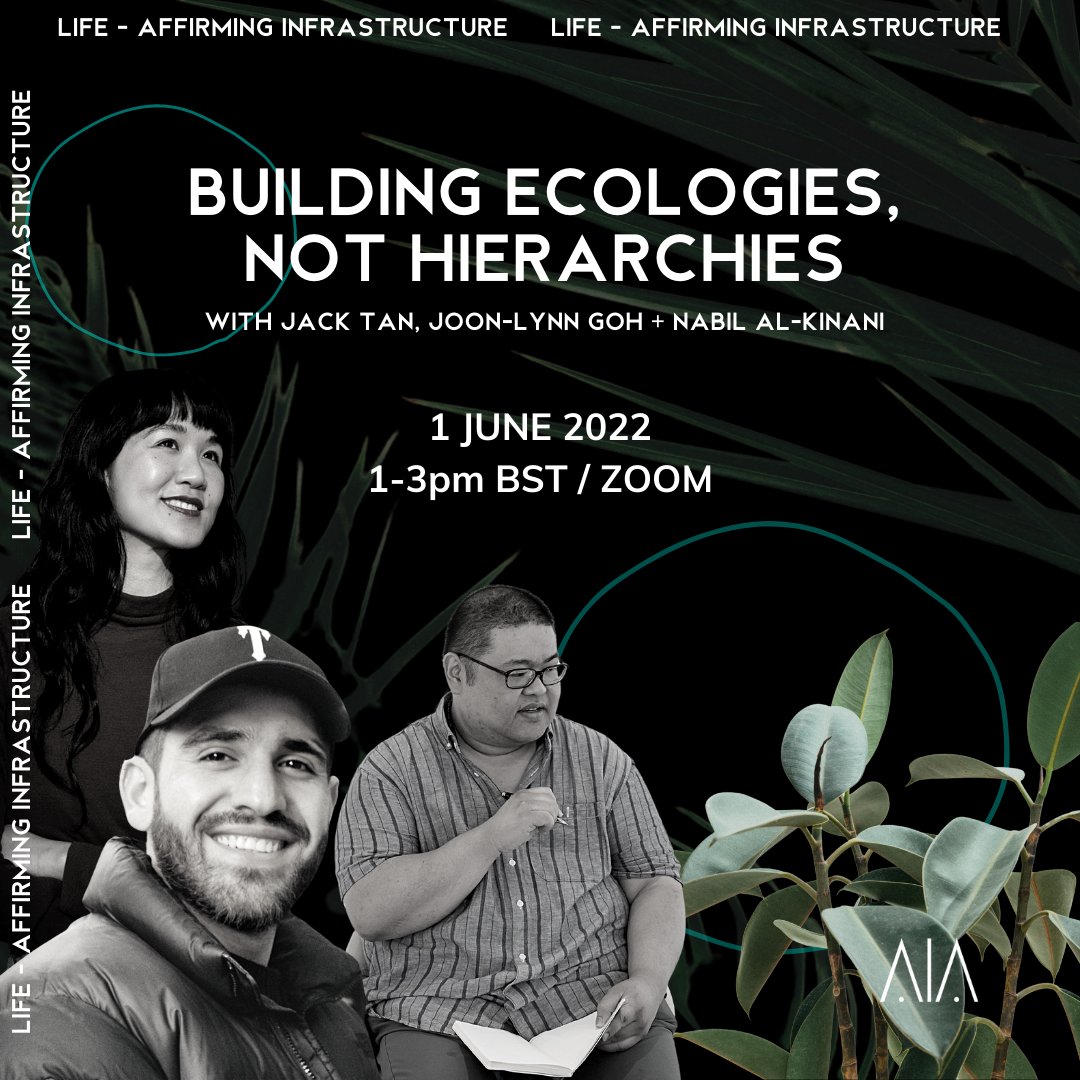 LIFE - AFFIRMING INFRASTRUCTURE LIFE - AFFIRMING INFRASTRUCTURE
LIFE - AFFIRMING INFRASTRUCTURE LIFE - AFFIRMING INFRASTRUCTURE
BUILDING ECOLOGIES,
NOT HIERARCHIES
WITH JACK TAN, JOON-LYNN GOH + NABIL AL-KINANI
1 JUNE 2022
1-3pm BST / ZOOM
T
AIA